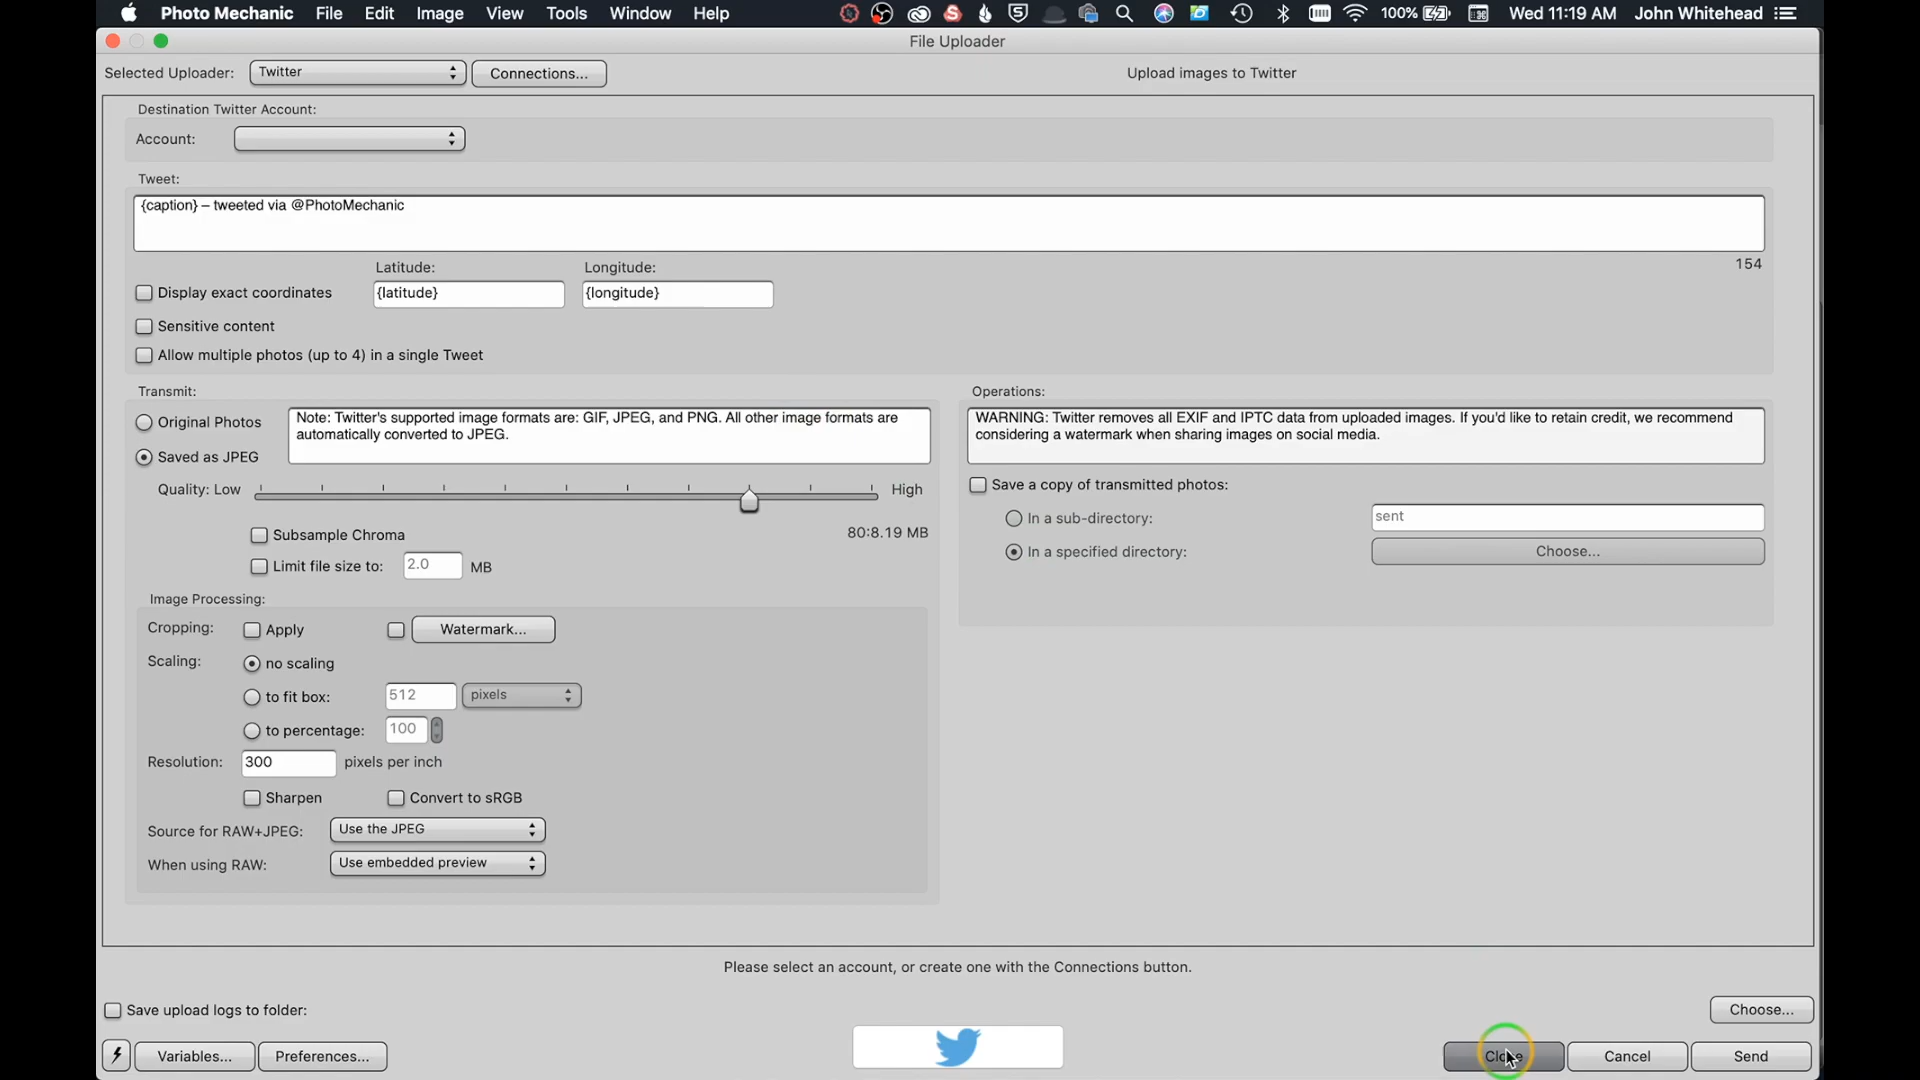 Photo Mechanic File Edit Image View Tools Window Help 100% Wed 11:19 AM John Whitehead
File Uploader
Selected Uploader: Twitter Connections... Upload images to Twitter
Destination Twitter Account:
Account:
Tweet:
{caption} – tweeted via @PhotoMechanic
154
Latitude: Longitude:
Display exact coordinates {latitude} {longitude}
Sensitive content
Allow multiple photos (up to 4) in a single Tweet
Transmit:
Original Photos
Note: Twitter's supported image formats are: GIF, JPEG, and PNG. All other image formats are
automatically converted to JPEG.
Saved as JPEG
Quality: Low High
Subsample Chroma 80:8.19 MB
Limit file size to: 2.0 MB
Image Processing:
Cropping: Apply Watermark...
Scaling: no scaling
to fit box: 512 pixels
to percentage: 100
Resolution: 300 pixels per inch
Sharpen Convert to sRGB
Source for RAW+JPEG: Use the JPEG
When using RAW: Use embedded preview
Operations:
WARNING: Twitter removes all EXIF and IPTC data from uploaded images. If you'd like to retain credit, we recommend
considering a watermark when sharing images on social media.
Save a copy of transmitted photos:
In a sub-directory: sent
In a specified directory: Choose...
Please select an account, or create one with the Connections button.
Save upload logs to folder: Choose...
Variables... Preferences... Close Cancel Send